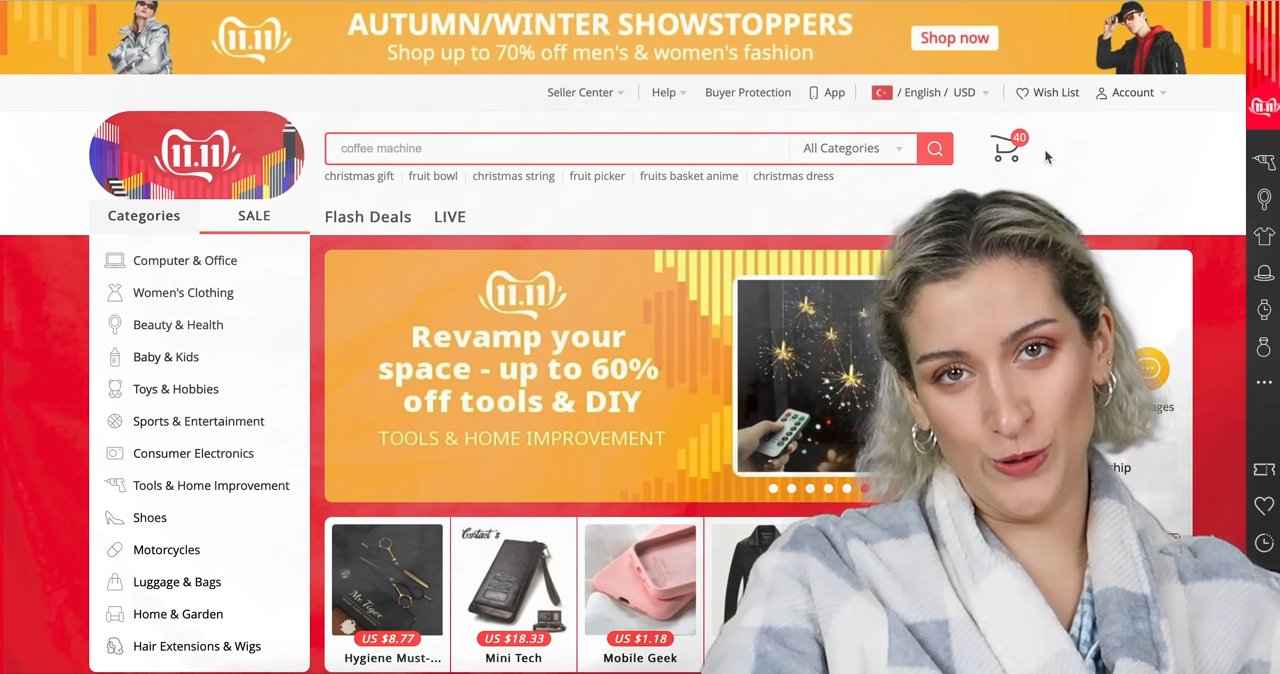 11.11
AUTUMN/WINTER SHOWSTOPPERS
Shop up to 70% off men's & women's fashion
Shop now
Seller Center
Help
Buyer Protection
App
/ English / USD
Wish List
Account
11.11
11.11
coffee machine
All Categories
40
christmas gift
fruit bowl
christmas string
fruit picker
fruits basket anime
christmas dress
Categories
SALE
Flash Deals
LIVE
Computer & Office
Women's Clothing
Beauty & Health
Baby & Kids
Toys & Hobbies
Sports & Entertainment
Consumer Electronics
Tools & Home Improvement
Shoes
Motorcycles
Luggage & Bags
Home & Garden
Hair Extensions & Wigs
11.11
Revamp your
space - up to 60%
off tools & DIY
TOOLS & HOME IMPROVEMENT
ages
hip
Mr.Tiger
Contact's
US $8.77
US $18.33
US $1.18
Hygiene Must-...
Mini Tech
Mobile Geek